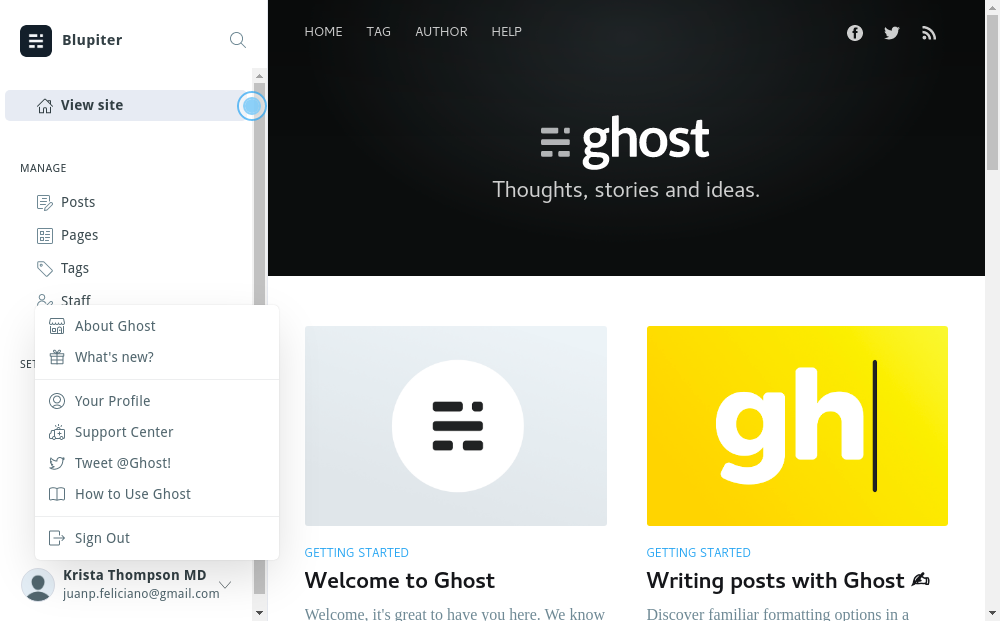 Blupiter
View site
MANAGE
Posts
Pages
Tags
Staff
About Ghost
What's new?
Your Profile
Support Center
Tweet @Ghost!
How to Use Ghost
Sign Out
Krista Thompson MD
juanp.feliciano@gmail.com
HOME TAG AUTHOR HELP
ghost
Thoughts, stories and ideas.
gh
GETTING STARTED
Welcome to Ghost
Welcome, it's great to have you here. We know
GETTING STARTED
Writing posts with Ghost ✍️
Discover familiar formatting options in a